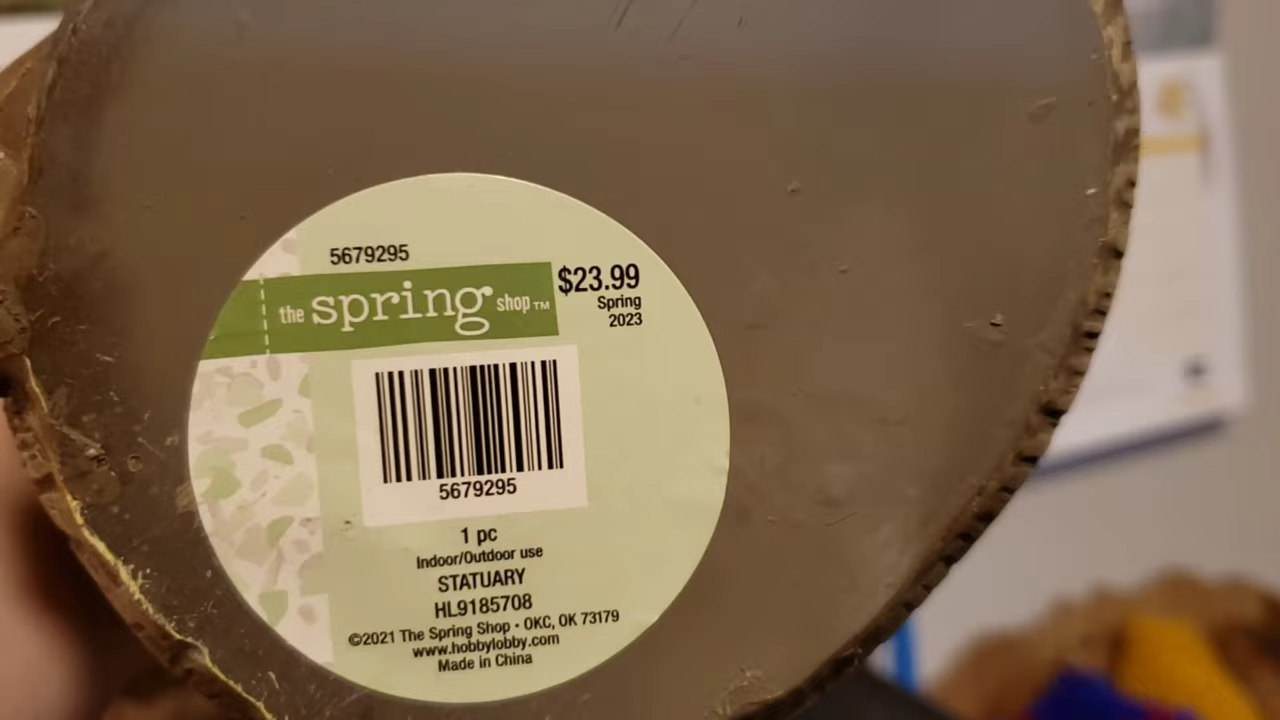 5679295
the spring shop™
$23.99
Spring
2023
5679295
1 pc
Indoor/Outdoor use
STATUARY
HL9185708
©2021 The Spring Shop • OKC, OK 73179
www.hobbylobby.com
Made in China